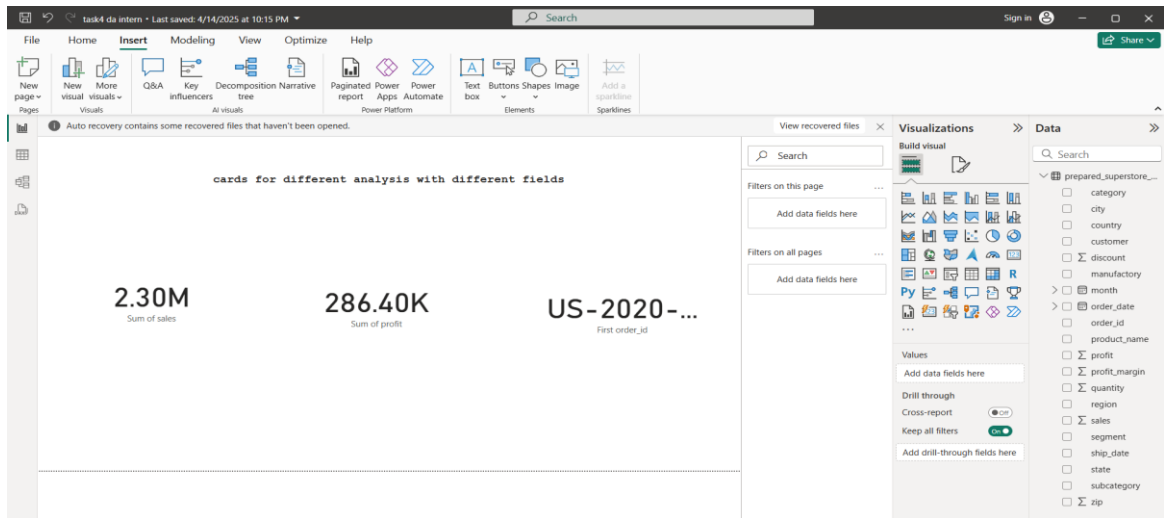 task4 da intern • Last saved: 4/14/2025 at 10:15 PM
Search
Sign in
File Home Insert Modeling View Optimize Help
Share
New page
New visual
More visuals
Q&A
Key influencers
Decomposition tree
Narrative
Paginated report
Power Apps
Power Automate
Text box
Buttons
Shapes
Image
Add a sparkline
Pages
Visuals
AI visuals
Power Platform
Elements
Sparklines
Auto recovery contains some recovered files that haven't been opened.
View recovered files
cards for different analysis with different fields
2.30M
Sum of sales
286.40K
Sum of profit
US-2020-...
First order_id
Search
Filters on this page
...
Add data fields here
Filters on all pages
...
Add data fields here
Visualizations
Build visual
R
Py
...
Values
Add data fields here
Drill through
Cross-report
Off
Keep all filters
On
Add drill-through fields here
Data
Search
prepared_superstore_...
category
city
country
customer
∑ discount
manufactory
month
order_date
order_id
product_name
∑ profit
∑ profit_margin
∑ quantity
region
∑ sales
segment
ship_date
state
subcategory
∑ zip